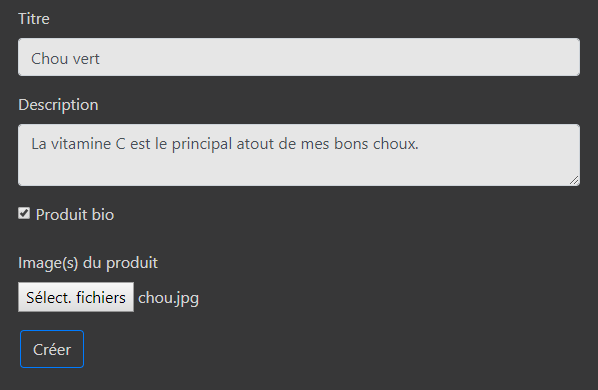 Titre
Chou vert
Description
La vitamine C est le principal atout de mes bons choux.
Produit bio
Image(s) du produit
Sélect. fichiers chou.jpg
Créer